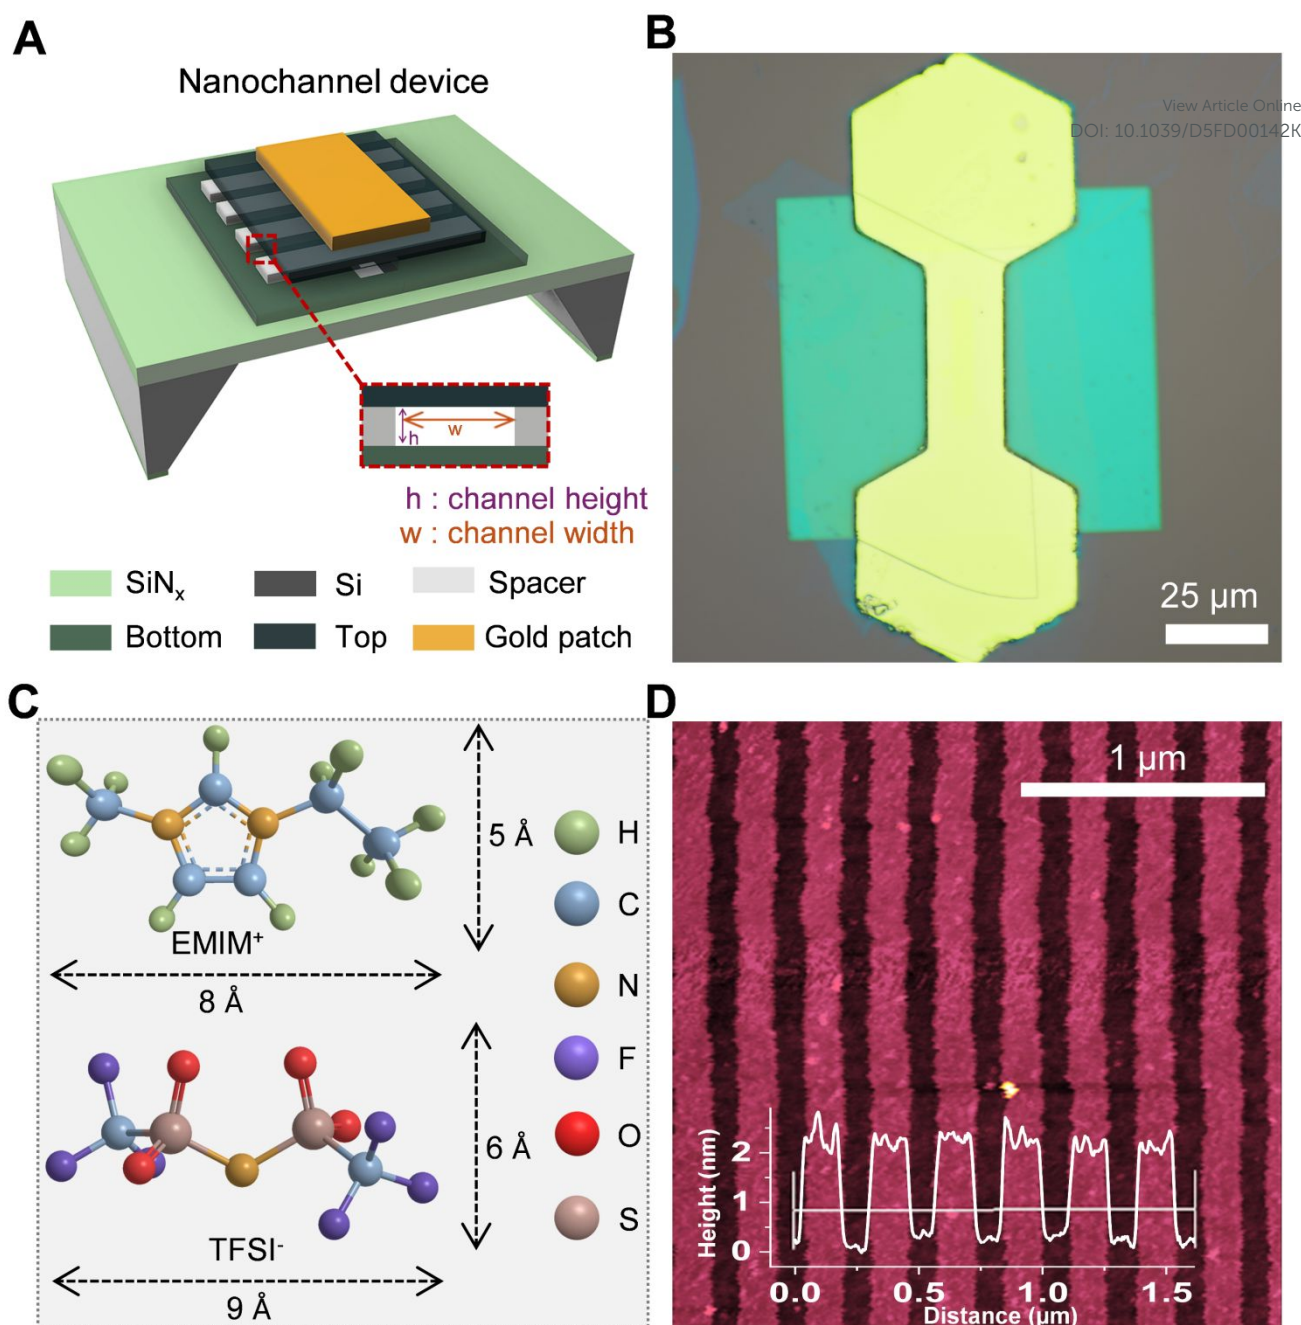 A
Nanochannel device
h
w
h : channel height
w : channel width
SiNₓ
Si
Spacer
Bottom
Top
Gold patch
B
View Article Online
DOI: 10.1039/D5FD00142K
25 µm
C
5 Å
EMIM⁺
8 Å
6 Å
TFSI⁻
9 Å
H
C
N
F
O
S
D
1 µm
Height (nm)
2
1
0
0.0 0.5 1.0 1.5
Distance (µm)